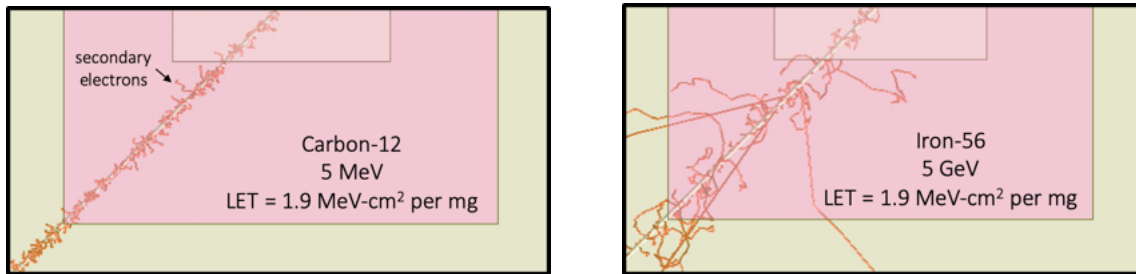 secondary
electrons
Carbon-12
5 MeV
LET = 1.9 MeV-cm² per mg
Iron-56
5 GeV
LET = 1.9 MeV-cm² per mg